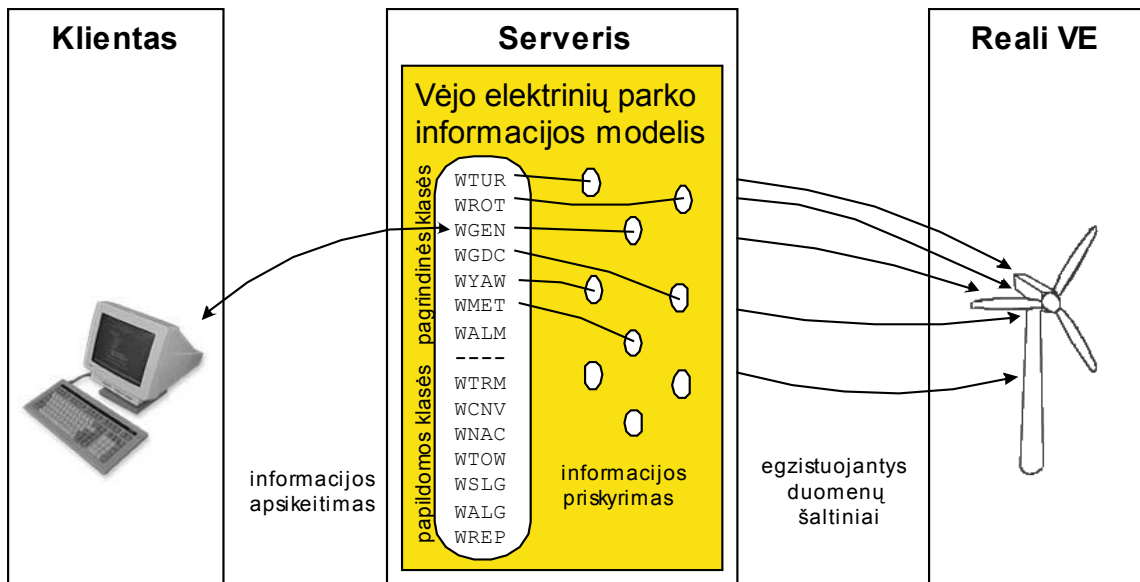 Klientas
Serveris
Reali VE
Vėjo elektrinių parko
informacijos modelis
pagrindinės klasės
WTUR
WROT
WGEN
WGDC
WYAW
WMET
WALM
----
papildomos klasės
WTRM
WCNV
WNAC
WTOW
WSLG
WALG
WREP
informacijos
apsikeitimas
informacijos
priskyrimas
egzistuojantys
duomenų
šaltiniai